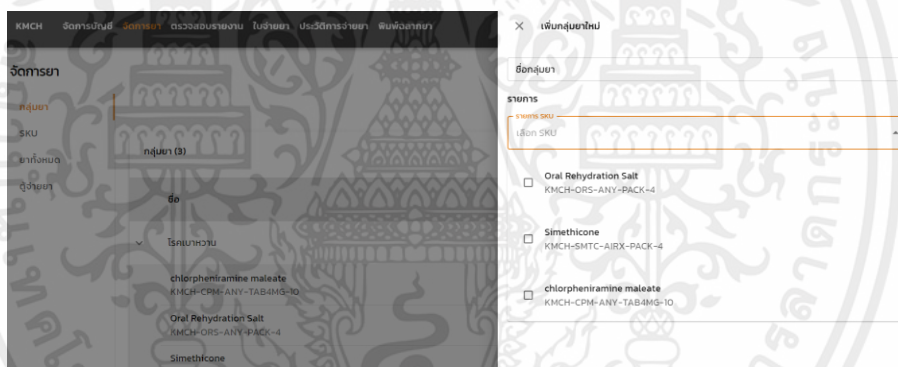 KMCH จัดการบัญชี จัดการยา ตรวจสอบรายงาน ใบจ่ายยา ประวัติการจ่ายยา พิมพ์ฉลากยา
จัดการยา
กลุ่มยา
SKU
ยาทั้งหมด
ตู้จ่ายยา
กลุ่มยา (3)
ชื่อ
โรคเบาหวาน
chlorpheniramine maleate
KMCH-CPM-ANY-TAB4MG-10
Oral Rehydration Salt
KMCH-ORS-ANY-PACK-4
Simethicone
เพิ่มกลุ่มยาใหม่
ชื่อกลุ่มยา
รายการ
รายการ SKU
เลือก SKU
Oral Rehydration Salt
KMCH-ORS-ANY-PACK-4
Simethicone
KMCH-SMTC-AIRX-PACK-4
chlorpheniramine maleate
KMCH-CPM-ANY-TAB4MG-10